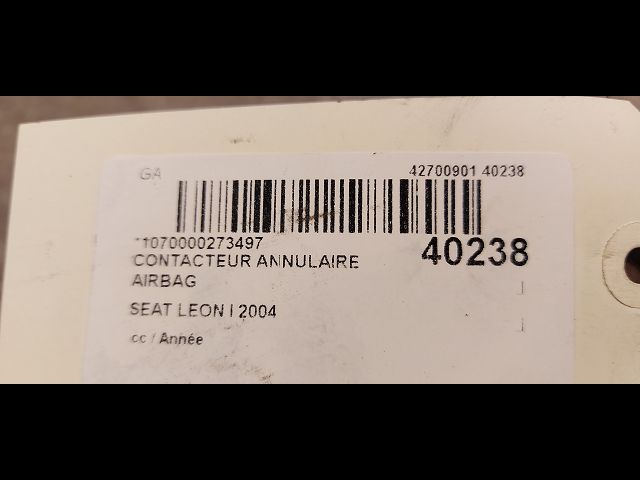 GA
42700901 40238
*1070000273497
40238
CONTACTEUR ANNULAIRE
AIRBAG
SEAT LEON I 2004
cc / Année